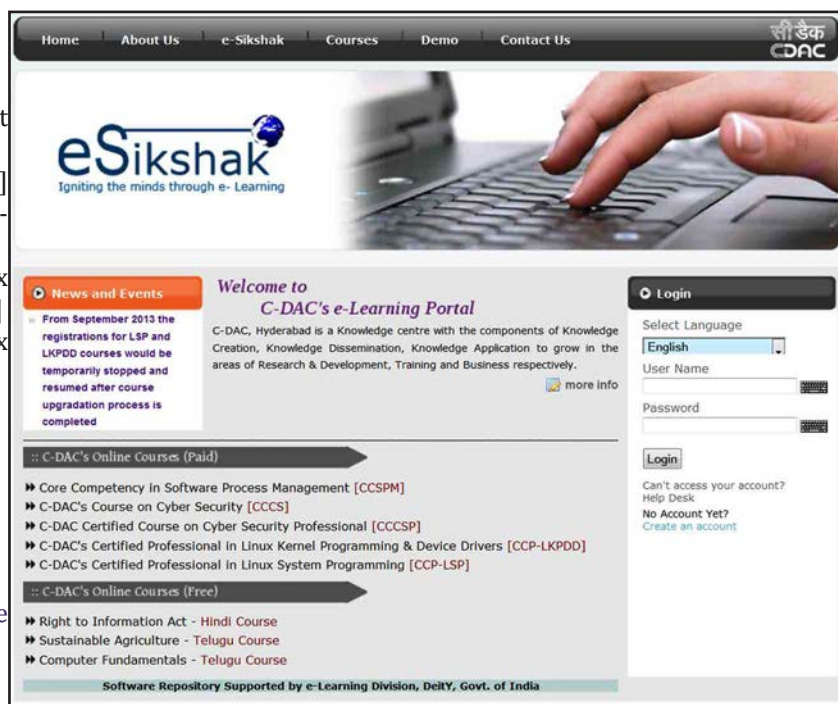 Home About Us e-Sikshak Courses Demo Contact Us
सी डैक
CDAC
eSikshak
Igniting the minds through e- Learning
News and Events
From September 2013 the
registrations for LSP and
LKPDD courses would be
temporarily stopped and
resumed after course
upgradation process is
completed
Welcome to
C-DAC's e-Learning Portal
C-DAC, Hyderabad is a Knowledge centre with the components of Knowledge
Creation, Knowledge Dissemination, Knowledge Application to grow in the
areas of Research & Development, Training and Business respectively.
more info
:: C-DAC's Online Courses (Paid)
Core Competency in Software Process Management [CCSPM]
C-DAC's Course on Cyber Security [CCCS]
C-DAC Certified Course on Cyber Security Professional [CCCSP]
C-DAC's Certified Professional in Linux Kernel Programming & Device Drivers [CCP-LKPDD]
C-DAC's Certified Professional in Linux System Programming [CCP-LSP]
:: C-DAC's Online Courses (Free)
Right to Information Act - Hindi Course
Sustainable Agriculture - Telugu Course
Computer Fundamentals - Telugu Course
Software Repository Supported by e-Learning Division, DeitY, Govt. of India
Login
Select Language
English
User Name
Password
Login
Can't access your account?
Help Desk
No Account Yet?
Create an account